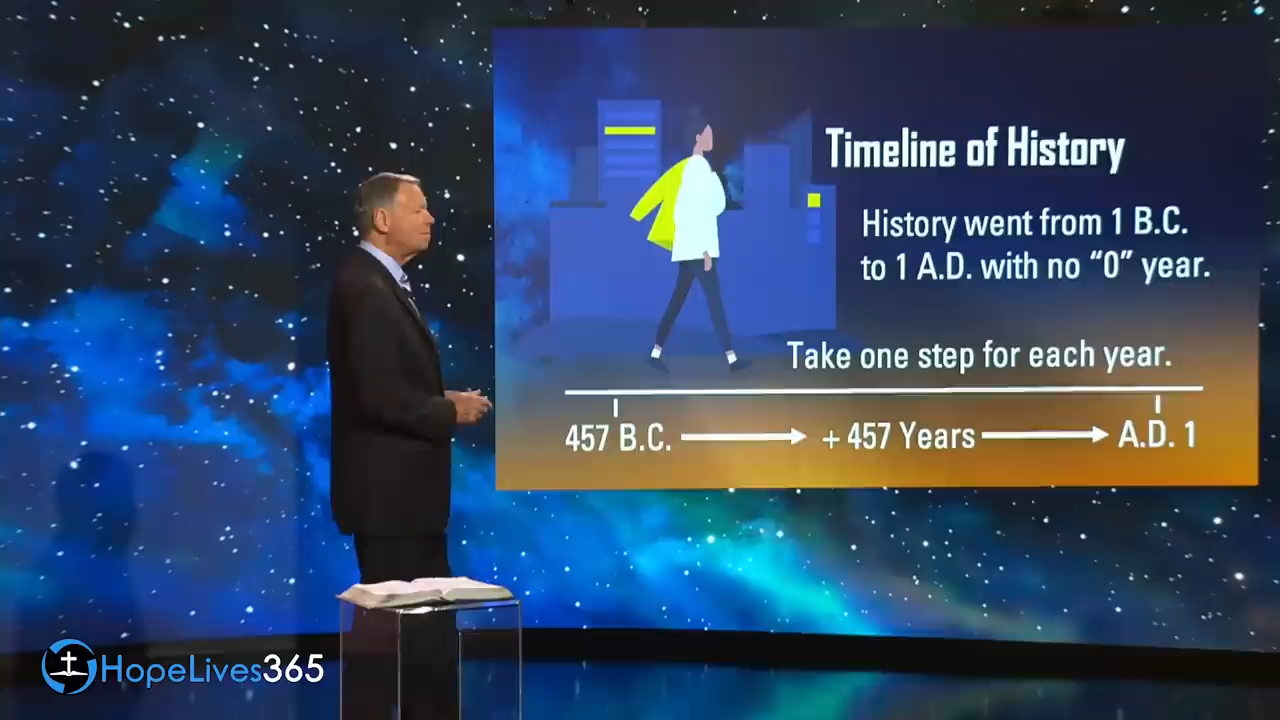 Timeline of History
History went from 1 B.C.
to 1 A.D. with no “0” year.
Take one step for each year.
457 B.C. + 457 Years A.D. 1
HopeLives365